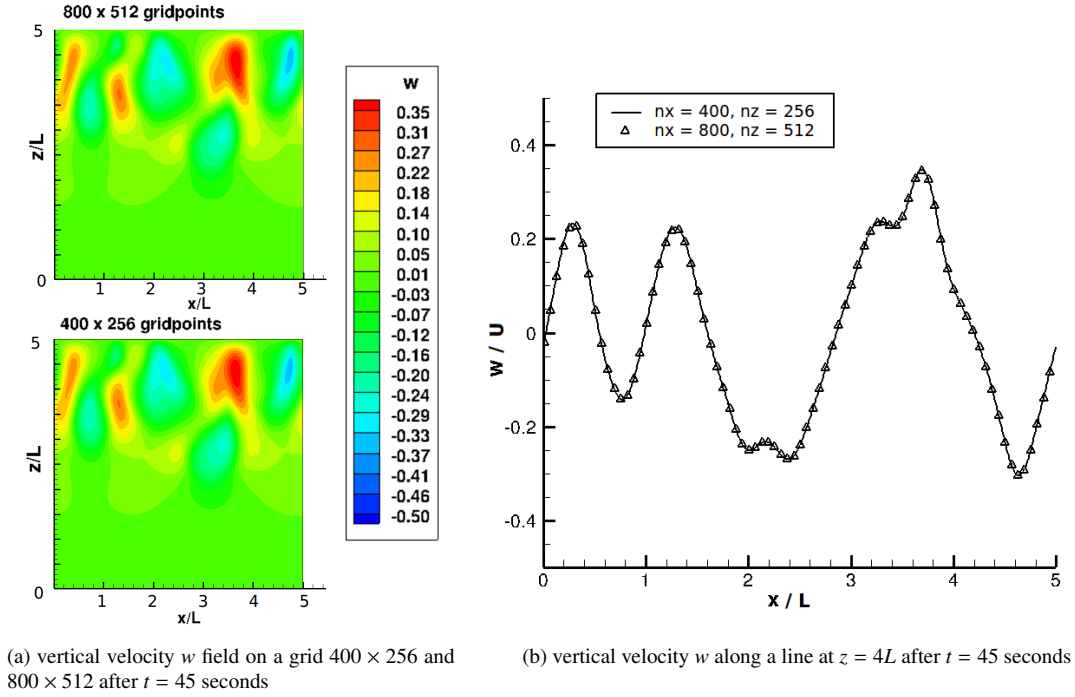 800 x 512 gridpoints
5
z/L
0
1 2 3 4 5
x/L
400 x 256 gridpoints
5
z/L
0
1 2 3 4 5
x/L
w
0.35
0.31
0.27
0.22
0.18
0.14
0.10
0.05
0.01
-0.03
-0.07
-0.12
-0.16
-0.20
-0.24
-0.29
-0.33
-0.37
-0.41
-0.46
-0.50
nx = 400, nz = 256
nx = 800, nz = 512
0.4
0.2
0
-0.2
-0.4
w / U
0 1 2 3 4 5
x / L
(a) vertical velocity w field on a grid 400 × 256 and
800 × 512 after t = 45 seconds
(b) vertical velocity w along a line at z = 4L after t = 45 seconds